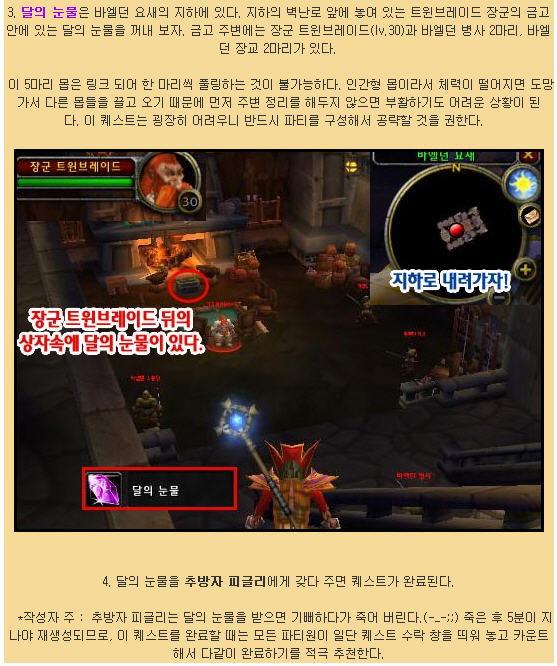 3. 달의 눈물은 바엘던 요새의 지하에 있다. 지하의 벽난로 앞에 놓여 있는 트윈브레이드 장군의 금고
안에 있는 달의 눈물을 꺼내 보자. 금고 주변에는 장군 트윈브레이드(lv.30)과 바엘던 병사 2마리, 바엘
던 장교 2마리가 있다.
이 5마리 몹은 링크 되어 한 마리씩 풀링하는 것이 불가능하다. 인간형 몹이라서 체력이 떨어지면 도망
가서 다른 몹들을 끌고 오기 때문에 먼저 주변 정리를 해두지 않으면 부활하기도 어려운 상황이 된
다. 이 퀘스트는 굉장히 어려우니 반드시 파티를 구성해서 공략할 것을 권한다.
장군 트윈브레이드
30
바엘던 요새
N
지하로 내려가자!
장군 트윈브레이드 뒤의
상자속에 달의 눈물이 있다.
달의 눈물
4. 달의 눈물을 추방자 피글리에게 갖다 주면 퀘스트가 완료된다.
*작성자 주 : 추방자 피글리는 달의 눈물을 받으면 기뻐하다가 죽어 버린다.(-_-;;) 죽은 후 5분이 지
나야 재생성되므로, 이 퀘스트를 완료할 때는 모든 파티원이 일단 퀘스트 수락 창을 띄워 놓고 카운트
해서 다같이 완료하기를 적극 추천한다.